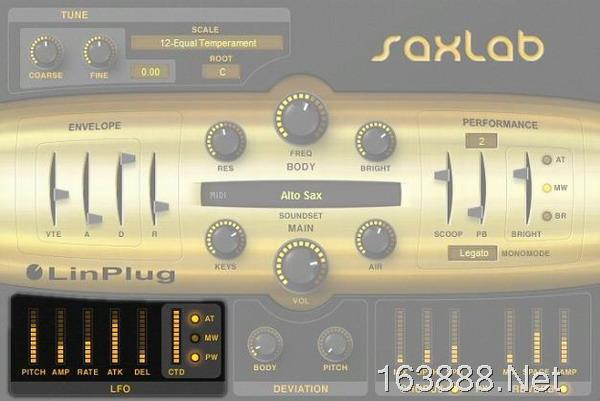 TUNE
SCALE
12-Equal Temperament
ROOT
COARSE FINE 0.00 C
saxlab
ENVELOPE
VTE A D R
RES FREQ BRIGHT
BODY
PERFORMANCE
2
AT
MW
BR
SCOOP PB BRIGHT
MIDI Alto Sax
SOUNDSET
MAIN
KEYS AIR
VOL
Legato MONOMODE
LinPlug
AT
MW
PW
PITCH AMP RATE ATK DEL CTD
LFO
BODY PITCH
DEVIATION
SPACE
163888.Net